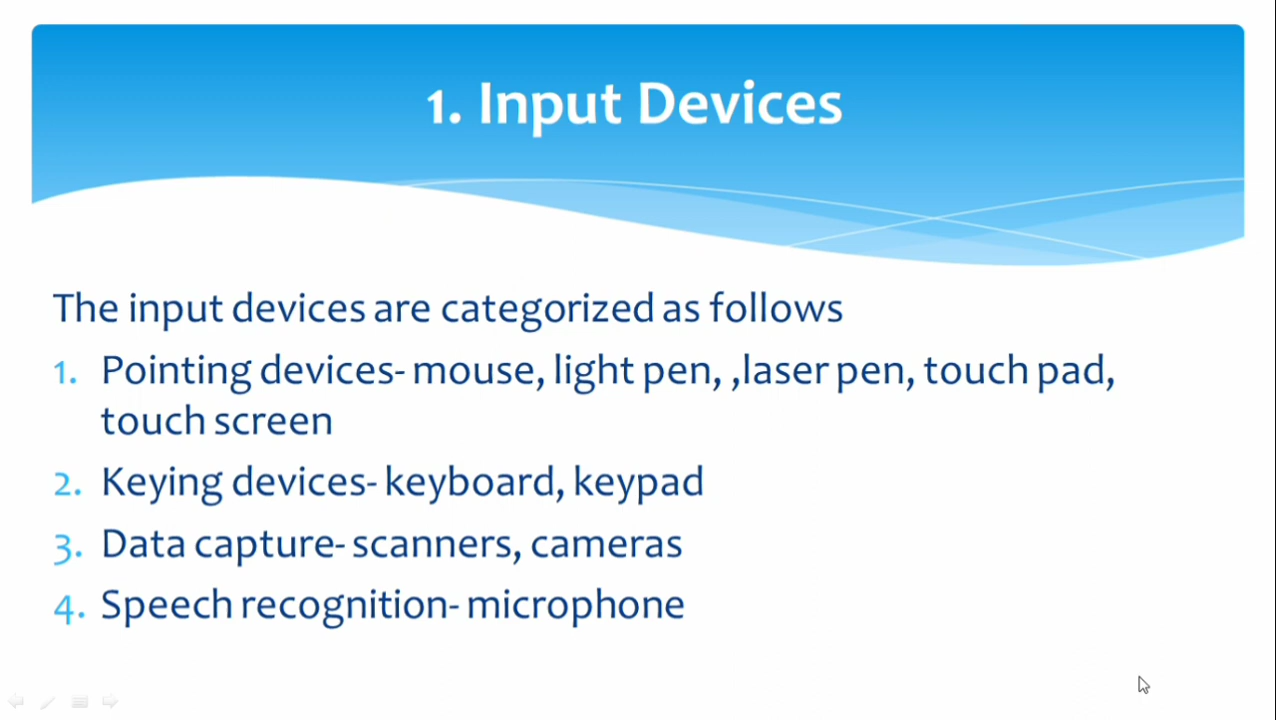 1. Input Devices
The input devices are categorized as follows
1. Pointing devices- mouse, light pen, ,laser pen, touch pad,
touch screen
2. Keying devices- keyboard, keypad
3. Data capture- scanners, cameras
4. Speech recognition- microphone